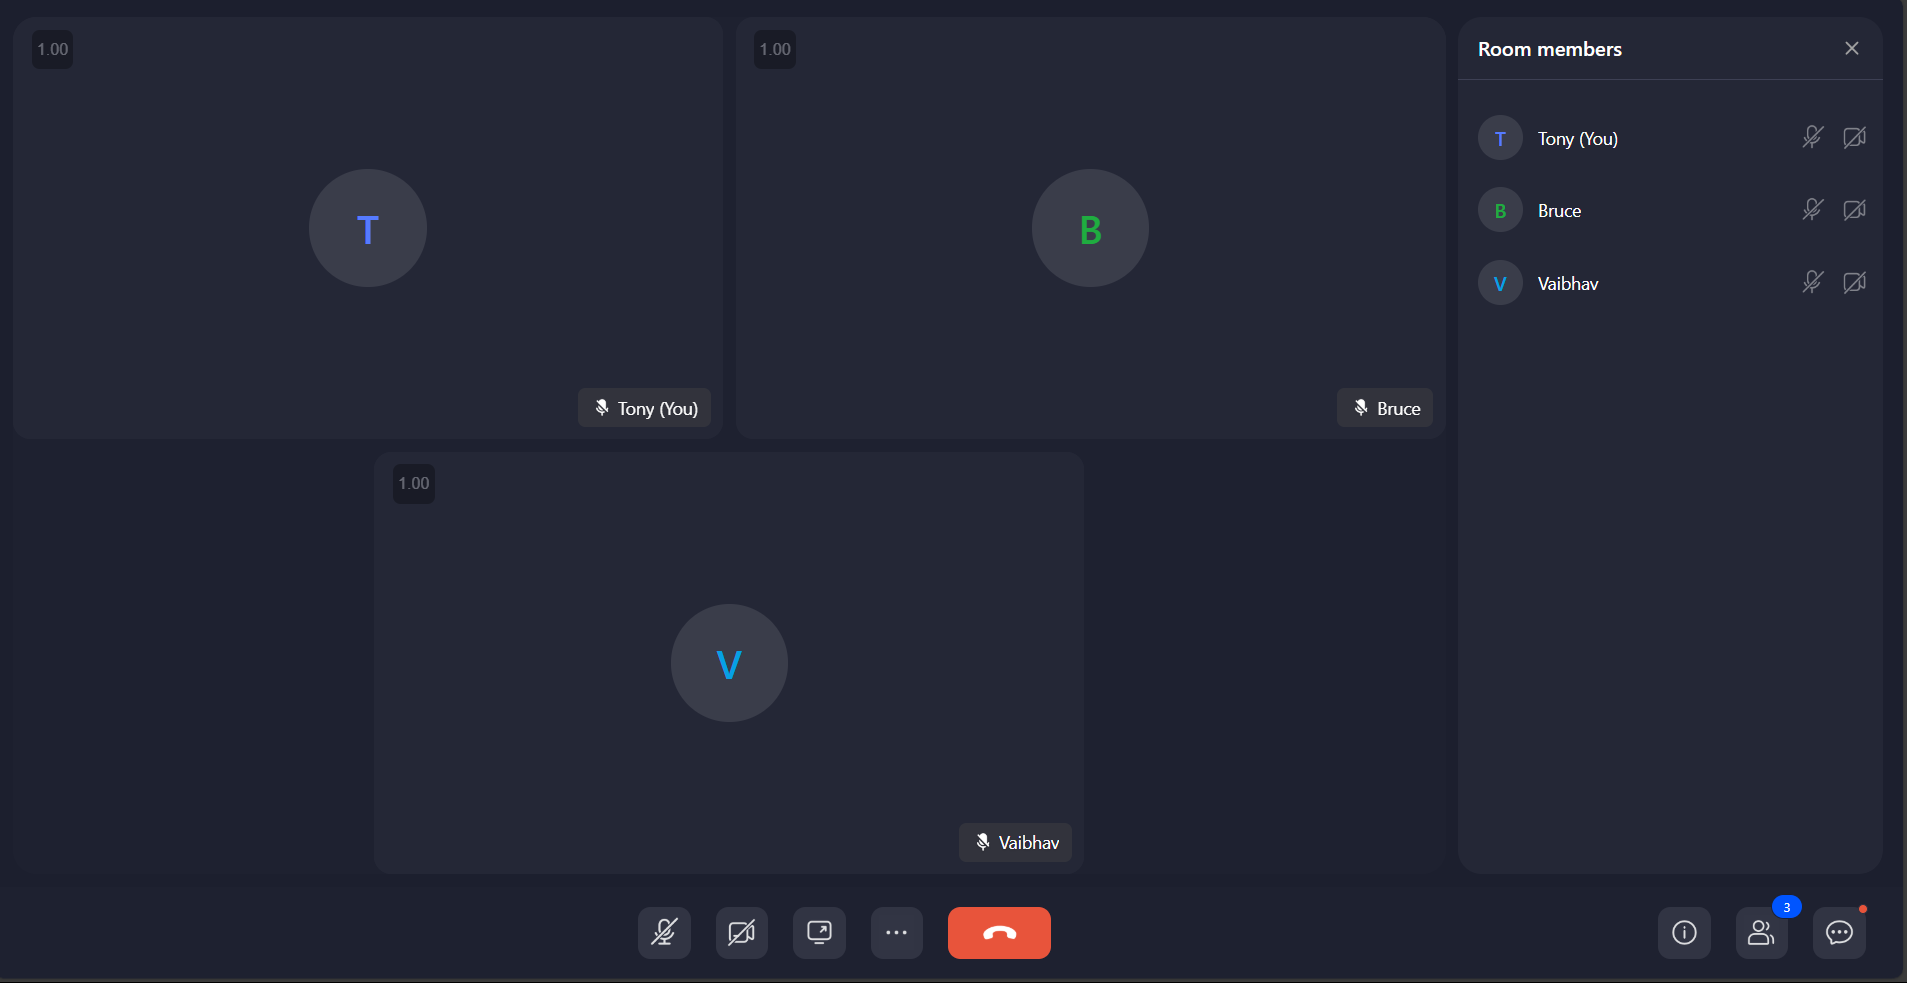 1.00
T
Tony (You)
1.00
B
Bruce
1.00
V
Vaibhav
Room members
T Tony (You)
B Bruce
V Vaibhav
3